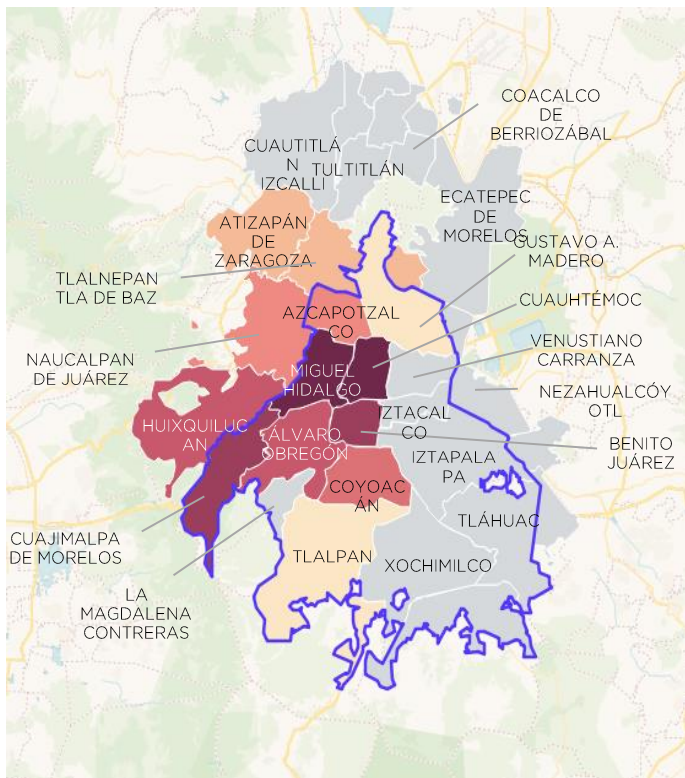 COACALCO
DE
BERRIOZÁBAL
CUAUTITLÁ
N
IZCALLI
TULTITLÁN
ECATEPEC
DE
MORELOS
ATIZAPÁN
DE
ZARAGOZA
GUSTAVO A.
MADERO
TLALNEPAN
TLA DE BAZ
CUAUHTÉMOC
AZCAPOTZAL
CO
VENUSTIANO
CARRANZA
NAUCALPAN
DE JUÁREZ
MIGUEL
HIDALGO
NEZAHUALCÓY
OTL
HUIXQUILUC
AN
ÁLVARO
OBREGÓN
IZTACAL
CO
BENITO
JUÁREZ
IZTAPALA
PA
COYOAC
ÁN
TLÁHUAC
CUAJIMALPA
DE MORELOS
TLALPAN
XOCHIMILCO
LA
MAGDALENA
CONTRERAS